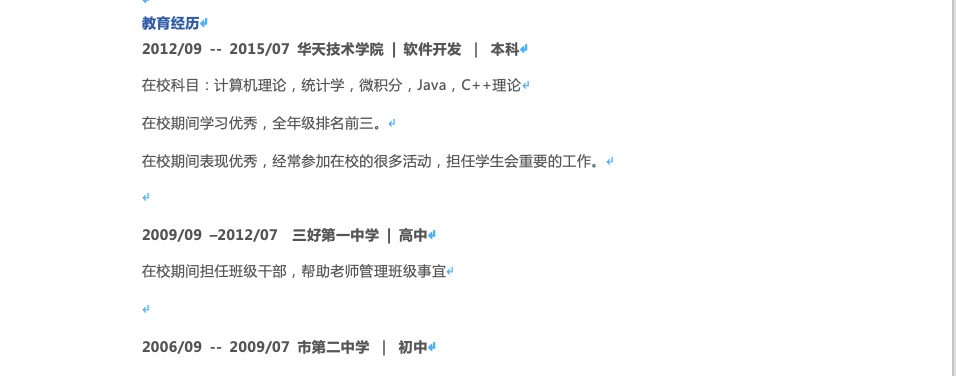 教育经历
2012/09 -- 2015/07 华天技术学院 | 软件开发 | 本科
在校科目：计算机理论，统计学，微积分，Java，C++理论
在校期间学习优秀，全年级排名前三。
在校期间表现优秀，经常参加在校的很多活动，担任学生会重要的工作。
2009/09 –2012/07 三好第一中学 | 高中
在校期间担任班级干部，帮助老师管理班级事宜
2006/09 -- 2009/07 市第二中学 | 初中